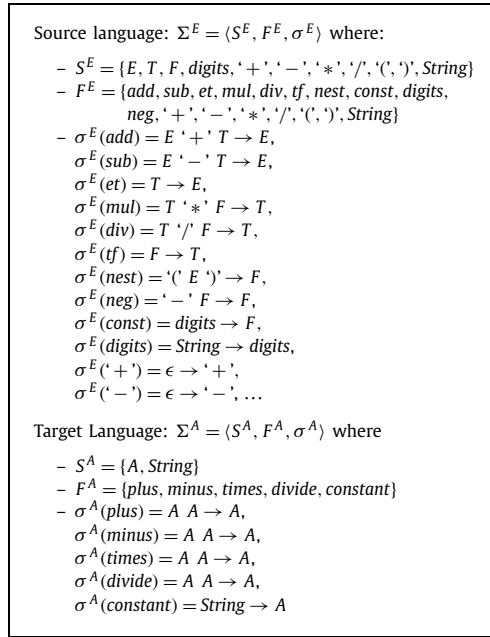 Source language: Σ^E = ⟨S^E, F^E, σ^E⟩ where:
– S^E = {E, T, F, digits, ‘+’, ‘−’, ‘∗’, ‘/’, ‘(’, ‘)’, String}
– F^E = {add, sub, et, mul, div, tf, nest, const, digits,
neg, ‘+’, ‘−’, ‘∗’, ‘/’, ‘(’, ‘)’, String}
– σ^E(add) = E ‘+’ T → E,
σ^E(sub) = E ‘−’ T → E,
σ^E(et) = T → E,
σ^E(mul) = T ‘∗’ F → T,
σ^E(div) = T ‘/’ F → T,
σ^E(tf) = F → T,
σ^E(nest) = ‘(’ E ‘)’ → F,
σ^E(neg) = ‘−’ F → F,
σ^E(const) = digits → F,
σ^E(digits) = String → digits,
σ^E(‘+’) = ϵ → ‘+’,
σ^E(‘−’) = ϵ → ‘−’, ...
Target Language: Σ^A = ⟨S^A, F^A, σ^A⟩ where
– S^A = {A, String}
– F^A = {plus, minus, times, divide, constant}
– σ^A(plus) = A A → A,
σ^A(minus) = A A → A,
σ^A(times) = A A → A,
σ^A(divide) = A A → A,
σ^A(constant) = String → A